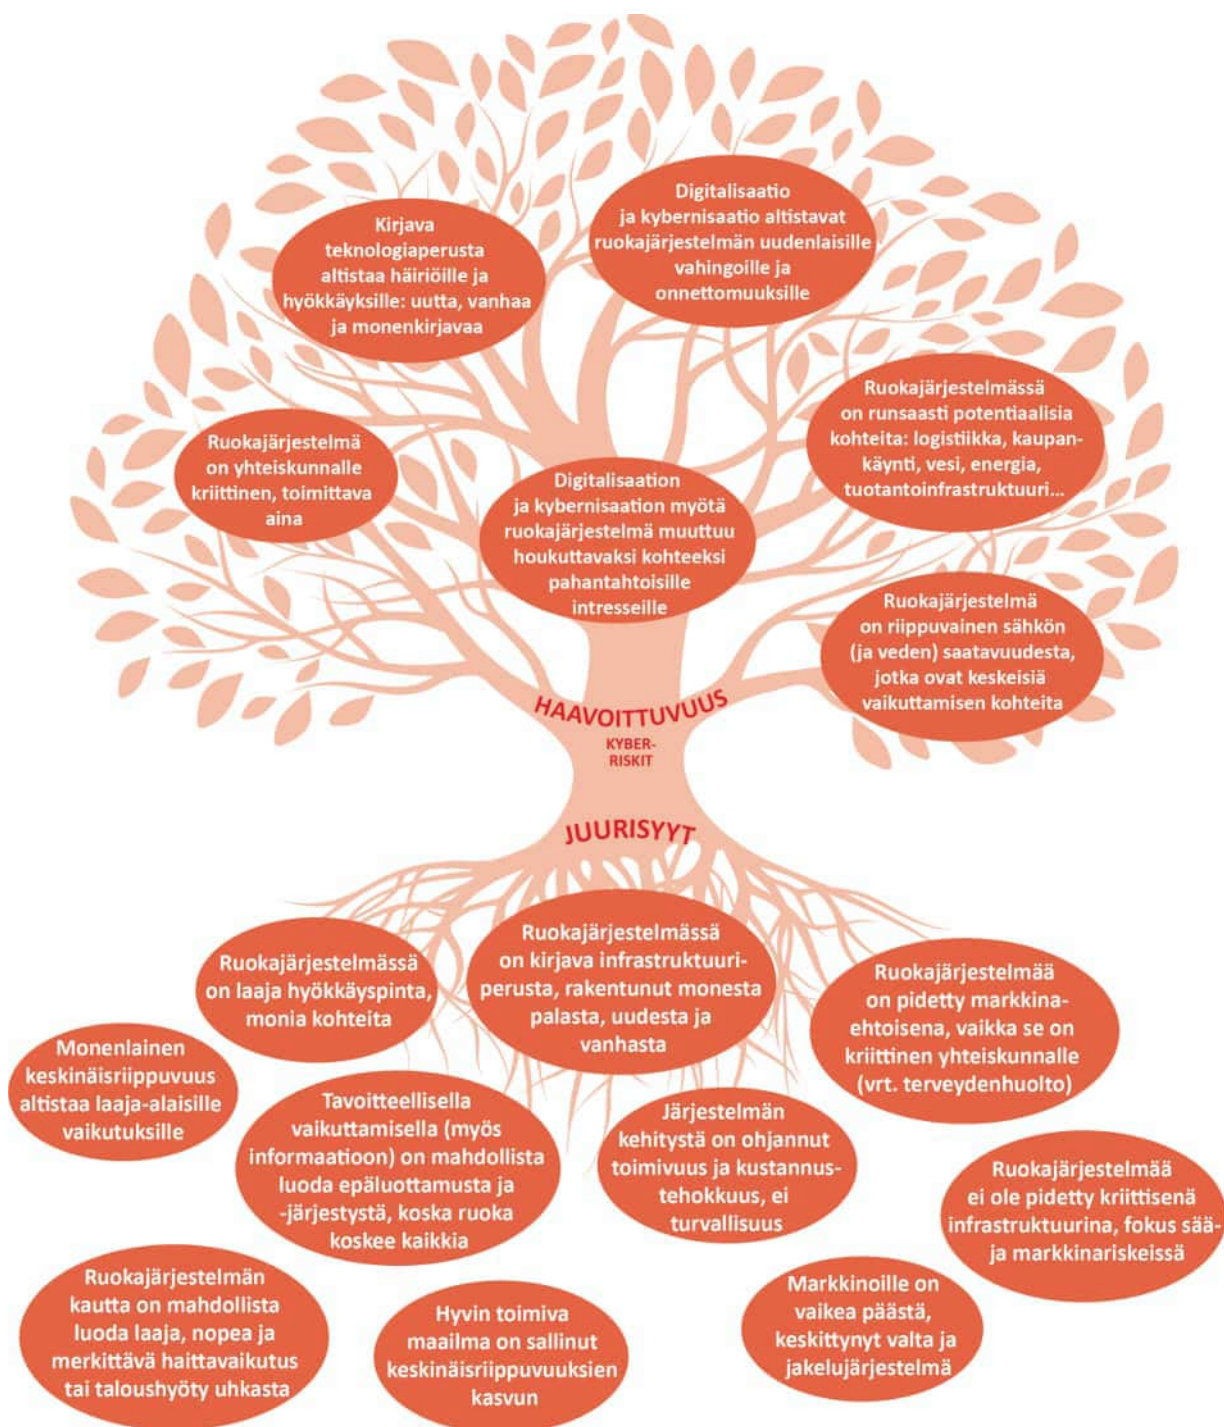 Digitalisaatio
ja kybernisaatio altistavat
ruokajärjestelmän uudenlaisille
vahingoille ja
onnettomuuksille
Kirjava
teknologiaperusta
altistaa häiriöille ja
hyökkäyksille: uutta, vanhaa
ja monenkirjavaa
Ruokajärjestelmässä
on runsaasti potentiaalisia
kohteita: logistiikka, kaupan-
käynti, vesi, energia,
tuotantoinfrastruktuuri...
Ruokajärjestelmä
on yhteiskunnalle
kriittinen, toimittava
aina
Digitalisaation
ja kybernisaation myötä
ruokajärjestelmä muuttuu
houkuttavaksi kohteeksi
pahantahtoisille
intresseille
Ruokajärjestelmä
on riippuvainen sähkön
(ja veden) saatavuudesta,
jotka ovat keskeisiä
vaikuttamisen kohteita
HAAVOITTUVUUS
KYBER-
RISKIT
JUURISYYT
Ruokajärjestelmässä
on laaja hyökkäyspinta,
monia kohteita
Ruokajärjestelmässä
on kirjava infrastruktuuri-
perusta, rakentunut monesta
palasta, uudesta ja
vanhasta
Ruokajärjestelmää
on pidetty markkina-
ehtoisena, vaikka se on
kriittinen yhteiskunnalle
(vrt. terveydenhuolto)
Monenlainen
keskinäisriippuvuus
altistaa laaja-alaisille
vaikutuksille
Tavoitteellisella
vaikuttamisella (myös
informaatioon) on mahdollista
luoda epäluottamusta ja
-järjestystä, koska ruoka
koskee kaikkia
Järjestelmän
kehitystä on ohjannut
toimivuus ja kustannus-
tehokkuus, ei
turvallisuus
Ruokajärjestelmää
ei ole pidetty kriittisenä
infrastruktuurina, fokus sää-
ja markkinariskeissä
Ruokajärjestelmän
kautta on mahdollista
luoda laaja, nopea ja
merkittävä haittavaikutus
tai taloushyöty uhkasta
Hyvin toimiva
maailma on sallinut
keskinäisriippuvuuksien
kasvun
Markkinoille on
vaikea päästä,
keskittynyt valta ja
jakelujärjestelmä